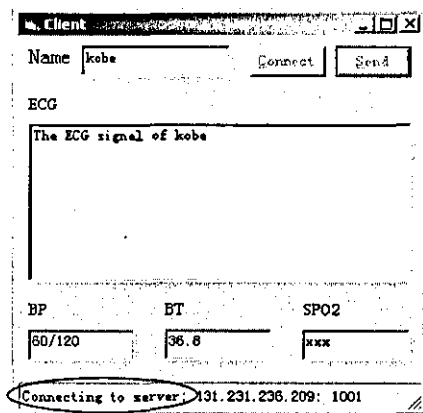 Client
Name kobe Connect Send
ECG
The ECG signal of kobe
BP BT SPO2
60/120 36.8 xxx
Connecting to server: 131.231.236.209: 1001